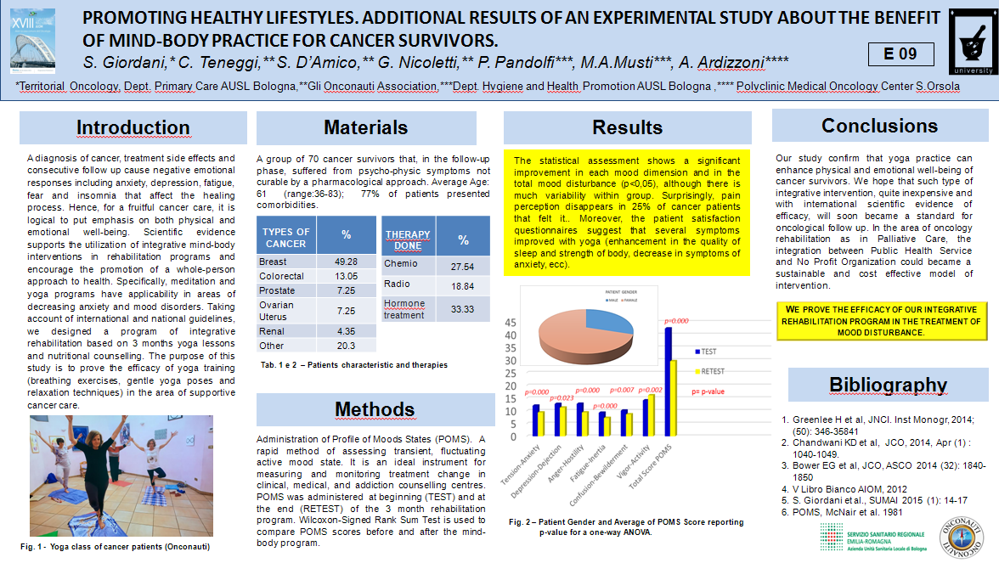 XVIII
PROMOTING HEALTHY LIFESTYLES. ADDITIONAL RESULTS OF AN EXPERIMENTAL STUDY ABOUT THE BENEFIT
OF MIND-BODY PRACTICE FOR CANCER SURVIVORS.
S. Giordani,* C. Teneggi,** S. D'Amico,** G. Nicoletti,** P. Pandolfi***, M.A.Musti***, A. Ardizzoni****
E 09
university
*Territorial Oncology, Dept. Primary Care AUSL Bologna,**Gli Onconauti Association,***Dept. Hygiene and Health Promotion AUSL Bologna ,**** Polyclinic Medical Oncology Center S.Orsola
Introduction
A diagnosis of cancer, treatment side effects and
consecutive follow up cause negative emotional
responses including anxiety, depression, fatigue,
fear and insomnia that affect the healing
process. Hence, for a fruitful cancer care, it is
logical to put emphasis on both physical and
emotional well-being. Scientific evidence
supports the utilization of integrative mind-body
interventions in rehabilitation programs and
encourage the promotion of a whole-person
approach to health. Specifically, meditation and
yoga programs have applicability in areas of
decreasing anxiety and mood disorders. Taking
account of international and national guidelines,
we designed a program of integrative
rehabilitation based on 3 months yoga lessons
and nutritional counselling. The purpose of this
study is to prove the efficacy of yoga training
(breathing exercises, gentle yoga poses and
relaxation techniques) in the area of supportive
cancer care.
Fig. 1 - Yoga class of cancer patients (Onconauti)
Materials
A group of 70 cancer survivors that, in the follow-up
phase, suffered from psycho-physic symptoms not
curable by a pharmacological approach. Average Age:
61 (range:36-83); 77% of patients presented
comorbidities.
TYPES OF CANCER %
Breast 49.28
Colorectal 13.05
Prostate 7.25
Ovarian Uterus 7.25
Renal 4.35
Other 20.3
THERAPY DONE %
Chemio 27.54
Radio 18.84
Hormone treatment 33.33
Tab. 1 e 2 – Patients characteristic and therapies
Methods
Administration of Profile of Moods States (POMS). A
rapid method of assessing transient, fluctuating
active mood state. It is an ideal instrument for
measuring and monitoring treatment change in
clinical, medical, and addiction counselling centres.
POMS was administered at beginning (TEST) and at
the end (RETEST) of the 3 month rehabilitation
program. Wilcoxon-Signed Rank Sum Test is used to
compare POMS scores before and after the mind-
body program.
Results
The statistical assessment shows a significant
improvement in each mood dimension and in the
total mood disturbance (p<0,05), although there is
much variability within group. Surprisingly, pain
perception disappears in 25% of cancer patients
that felt it.. Moreover, the patient satisfaction
questionnaires suggest that several symptoms
improved with yoga (enhancement in the quality of
sleep and strength of body, decrease in symptoms of
anxiety, ecc).
PATIENT GENDER
MALE FEMALE
45
40
35
30
25
20
15
10
5
0
p=0.000
p=0.023
p=0.000
p=0.000
p=0.007
p=0.002
p=0.000
TEST
RETEST
p= p-value
Tension-Anxiety
Depression-Dejection
Anger-Hostility
Fatigue-Inertia
Confusion-Bewilderment
Vigor-Activity
Total Score POMS
Fig. 2 – Patient Gender and Average of POMS Score reporting
p-value for a one-way ANOVA.
Conclusions
Our study confirm that yoga practice can
enhance physical and emotional well-being of
cancer survivors. We hope that such type of
integrative intervention, quite inexpensive and
with international scientific evidence of
efficacy, will soon became a standard for
oncological follow up. In the area of oncology
rehabilitation as in Palliative Care, the
integration between Public Health Service
and No Profit Organization could became a
sustainable and cost effective model of
intervention.
WE PROVE THE EFFICACY OF OUR INTEGRATIVE
REHABILITATION PROGRAM IN THE TREATMENT OF
MOOD DISTURBANCE.
Bibliography
1. Greenlee H et al, JNCI. Inst Monogr, 2014;
(50): 346-35841
2. Chandwani KD et al, JCO, 2014, Apr (1) :
1040-1049.
3. Bower EG et al, JCO, ASCO 2014 (32): 1840-
1850
4. V Libro Bianco AIOM, 2012
5. S. Giordani et al., SUMAI 2015 (1): 14-17
6. POMS, McNair et al. 1981
SERVIZIO SANITARIO REGIONALE
EMILIA-ROMAGNA
Azienda Unità Sanitaria Locale di Bologna
ONCONAUTI
ONCONAUTI